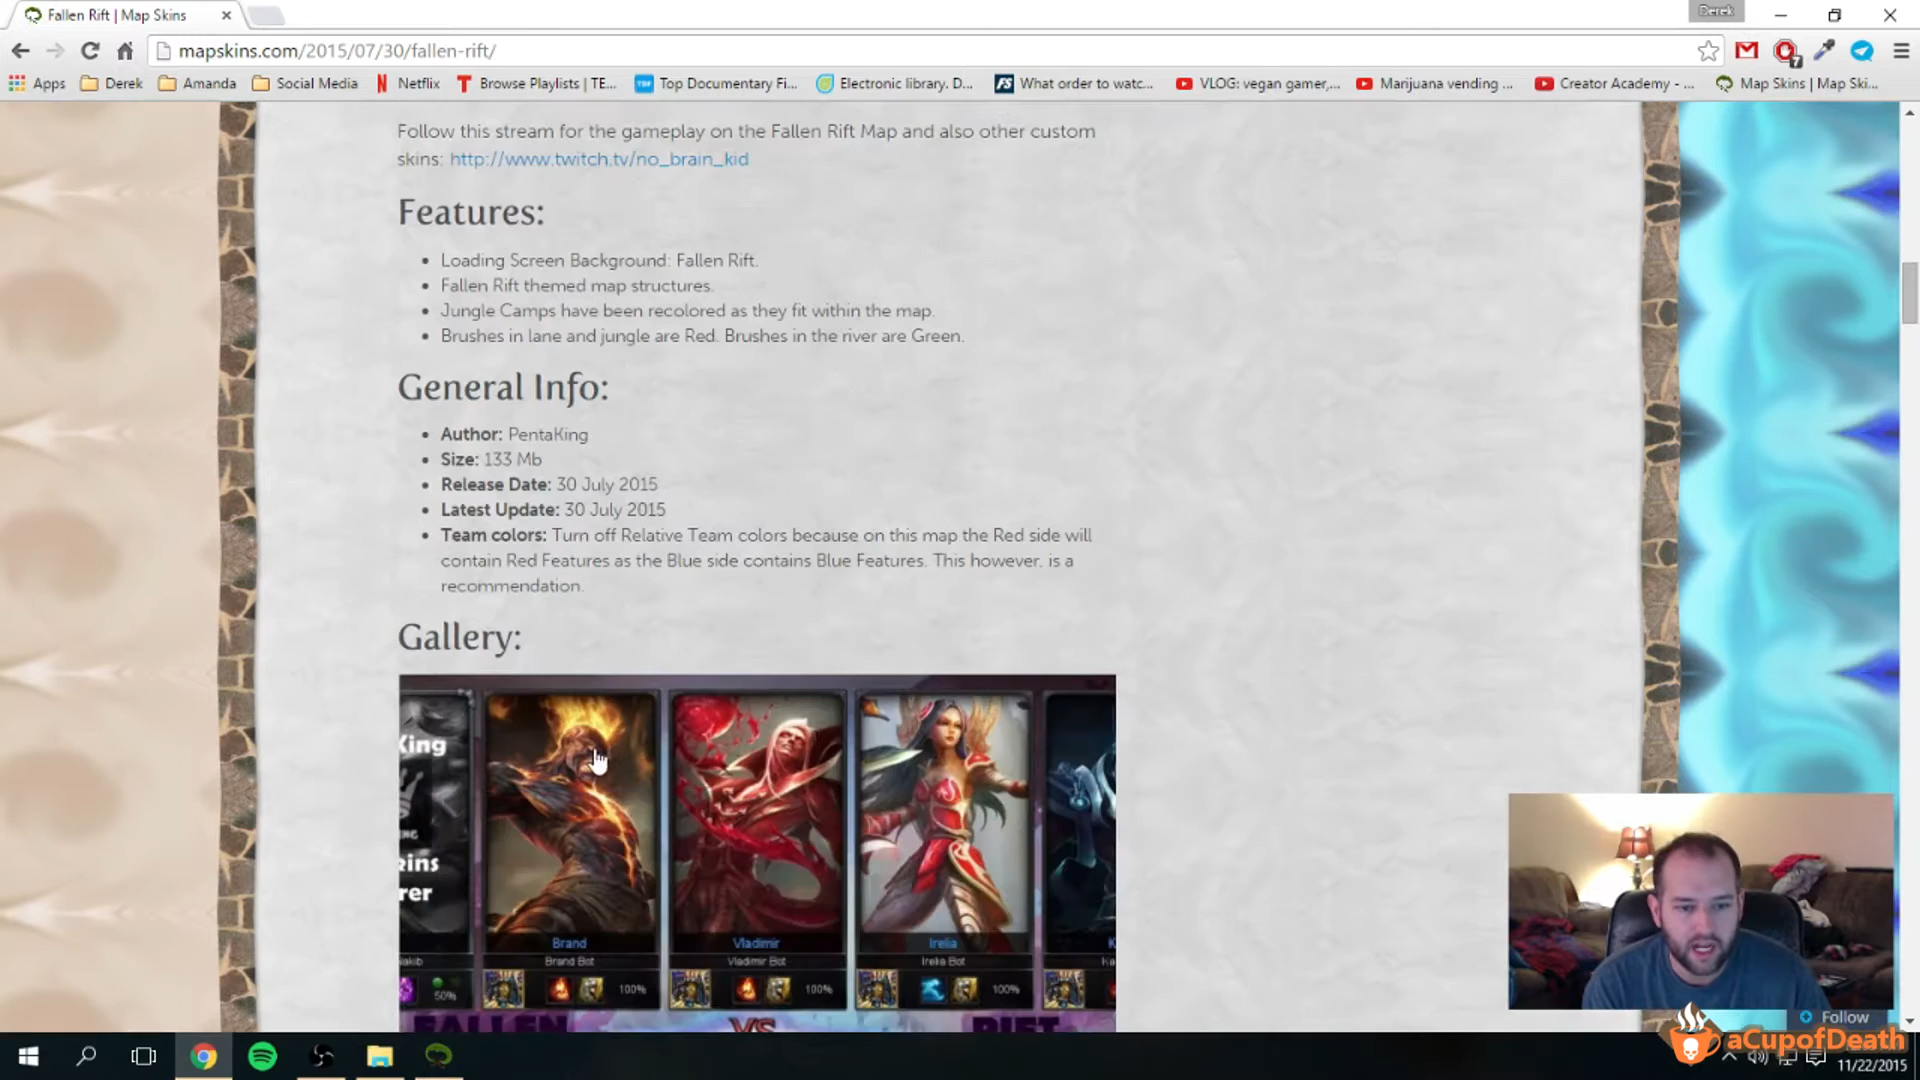 Fallen Rift | Map Skins
Derek
mapskins.com/2015/07/30/fallen-rift/
7
Apps Derek Amanda Social Media Netflix Browse Playlists | TE... Top Documentary Fi... Electronic library. D... What order to watc... VLOG: vegan gamer,... Marijuana vending ... Creator Academy - ... Map Skins | Map Ski...
Follow this stream for the gameplay on the Fallen Rift Map and also other custom
skins: http://www.twitch.tv/no_brain_kid
Features:
• Loading Screen Background: Fallen Rift.
• Fallen Rift themed map structures.
• Jungle Camps have been recolored as they fit within the map.
• Brushes in lane and jungle are Red. Brushes in the river are Green.
General Info:
• Author: PentaKing
• Size: 133 Mb
• Release Date: 30 July 2015
• Latest Update: 30 July 2015
• Team colors: Turn off Relative Team colors because on this map the Red side will
contain Red Features as the Blue side contains Blue Features. This however, is a
recommendation.
Gallery:
King
Brand Vladimir Irelia
Brand Bot Vladimir Bot Irelia Bot
50% 100% 100% 100%
FALLEN VS RIFT
Follow
aCupofDeath
11/22/2015